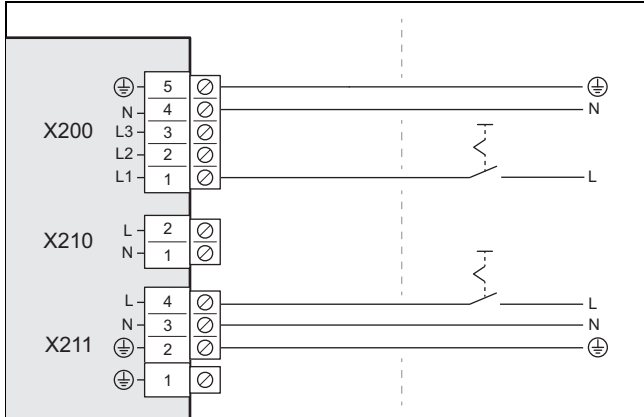 ⏚ 5 ⏚
N 4 N
X200 L3 3
L2 2
L1 1 L
L 2
X210 N 1
L 4 L
N 3 N
X211 ⏚ 2 ⏚
⏚ 1